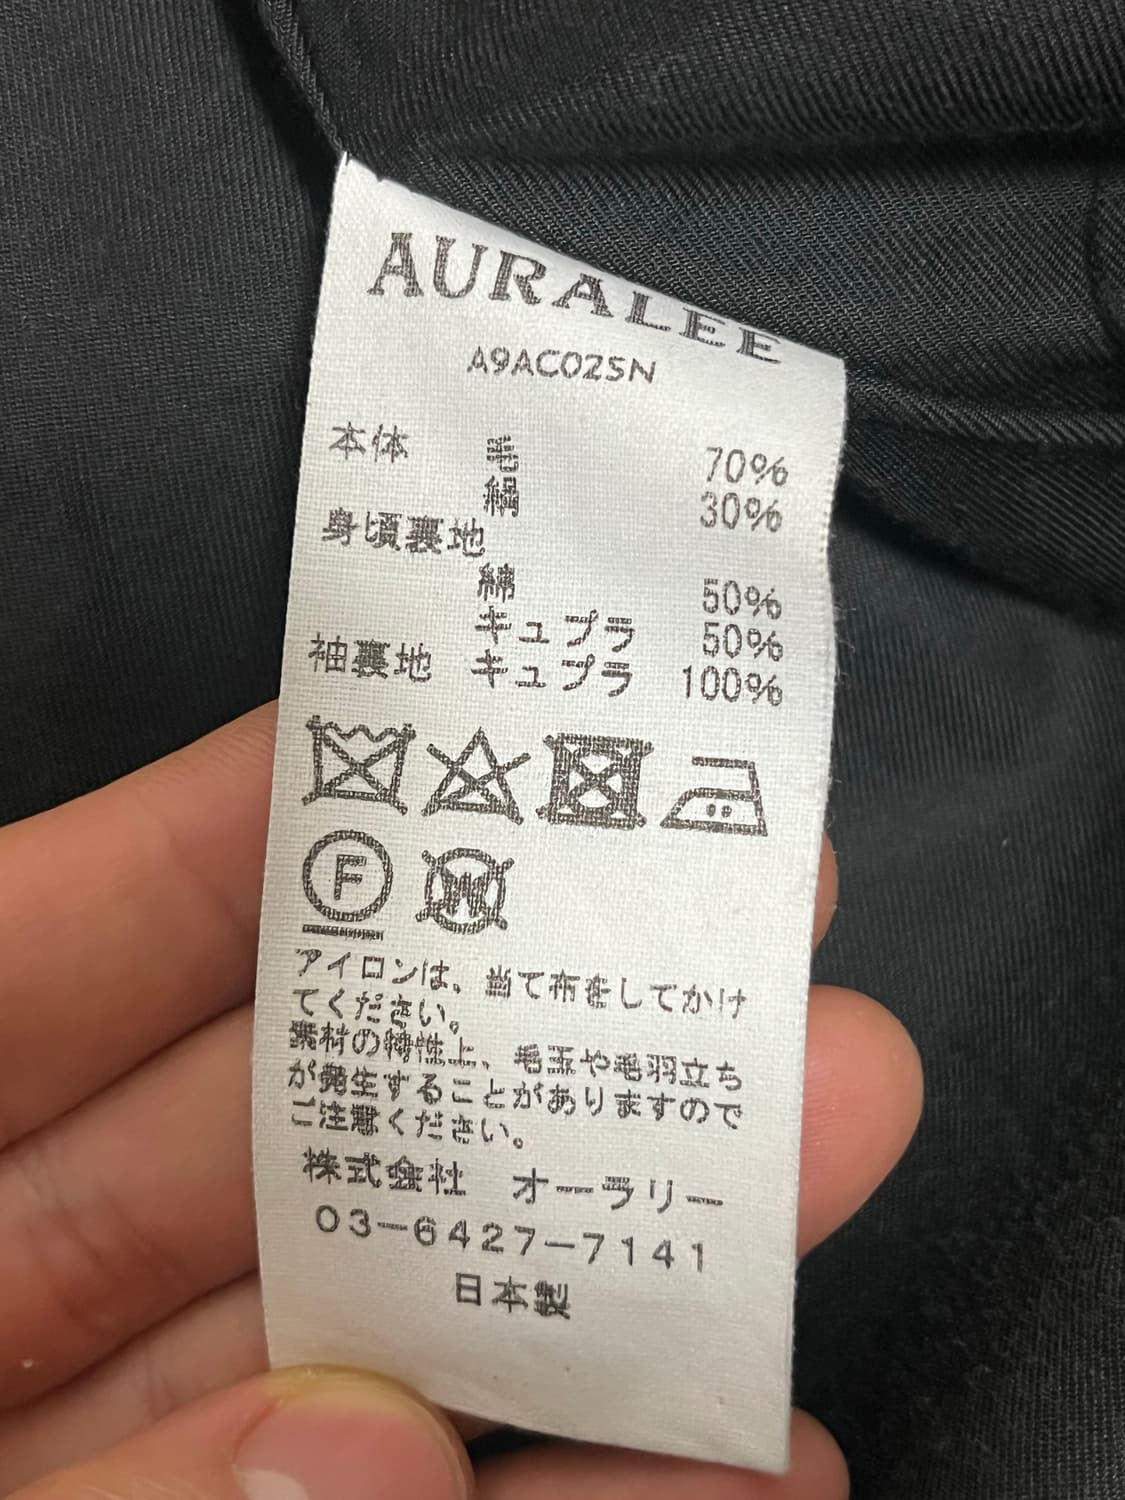 AURALEE
A9AC02SN
本体 毛 70%
絹 30%
身頃裏地
綿 50%
キュプラ 50%
袖裏地 キュプラ 100%
F
W
アイロンは、当て布をしてかけ
てください。
素材の特性上、毛玉や毛羽立ち
が発生することがありますので
ご注意ください。
株式会社 オーラリー
03-6427-7141
日本製